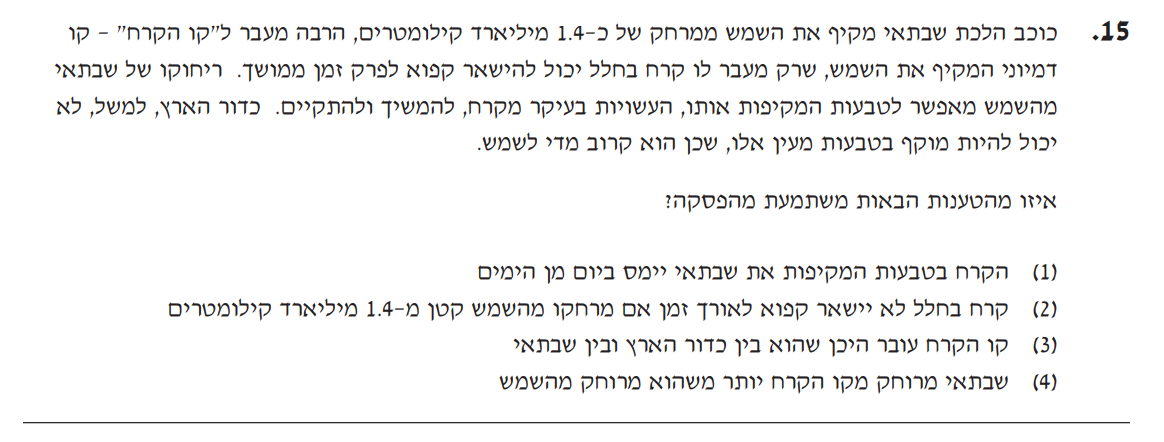 15. כוכב הלכת שבתאי מקיף את השמש ממרחק של כ-1.4 מיליארד קילומטרים, הרבה מעבר ל"קו הקרח" - קו
דמיוני המקיף את השמש, שרק מעבר לו קרח בחלל יכול להישאר קפוא לפרק זמן ממושך. ריחוקו של שבתאי
מהשמש מאפשר לטבעות המקיפות אותו, העשויות בעיקר מקרח, להמשיך ולהתקיים. כדור הארץ, למשל, לא
יכול להיות מוקף בטבעות מעין אלו, שכן הוא קרוב מדי לשמש.
איזו מהטענות הבאות משתמעת מהפסקה?
(1) הקרח בטבעות המקיפות את שבתאי יימס ביום מן הימים
(2) קרח בחלל לא יישאר קפוא לאורך זמן אם מרחקו מהשמש קטן מ-1.4 מיליארד קילומטרים
(3) קו הקרח עובר היכן שהוא בין כדור הארץ ובין שבתאי
(4) שבתאי מרוחק מקו הקרח יותר משהוא מרוחק מהשמש